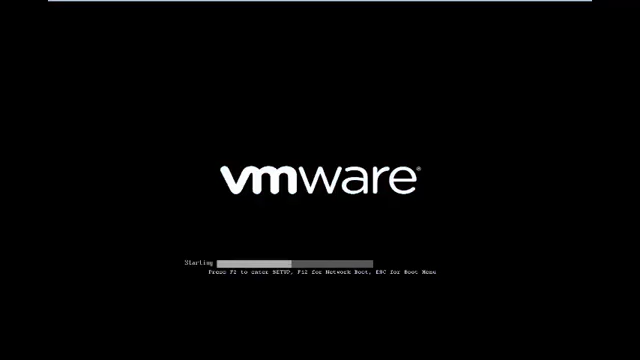 vmware®
Starting
Press F2 to enter SETUP, F12 for Network Boot, ESC for Boot Menu